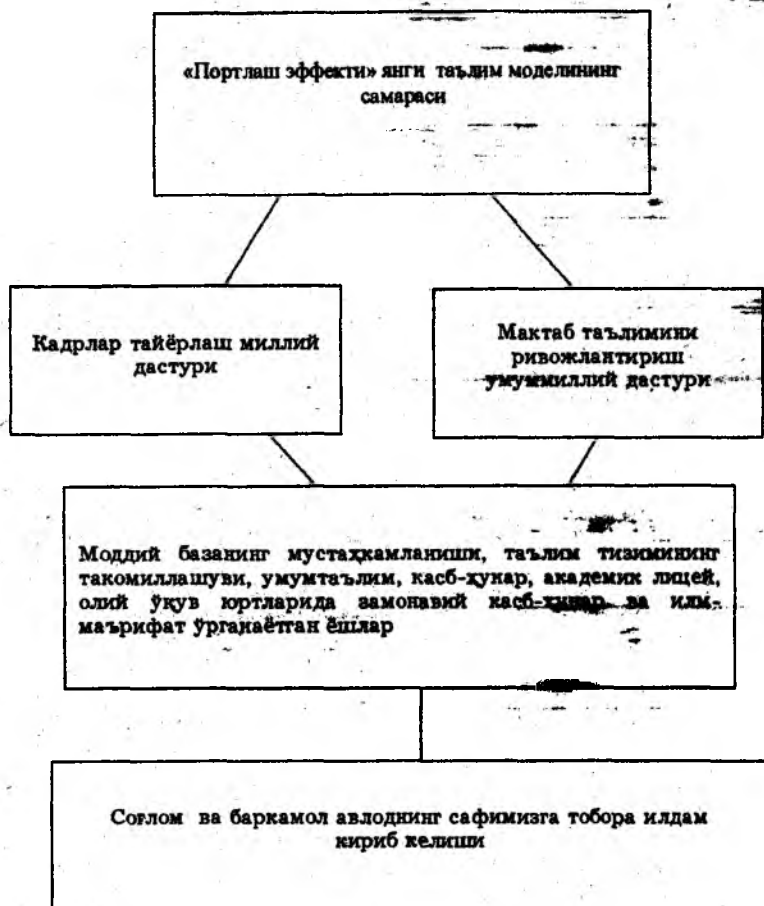 «Портлаш эффекти» янги таълим моделининг
самараси
Кадрлар тайёрлаш миллий
дастури
Мактаб таълимини
ривожлантириш
умуммиллий дастури
Моддий базанинг мустаҳкамланиши, таълим тизимининг
такомиллашуви, умумтаълим, касб-ҳунар, академик лицей,
олий ўқув юртларида замонавий касб-ҳунар ва илм-
маърифат ўрганаётган ёшлар
Соғлом ва баркамол авлоднинг сафимизга тобора илдам
кириб келиши